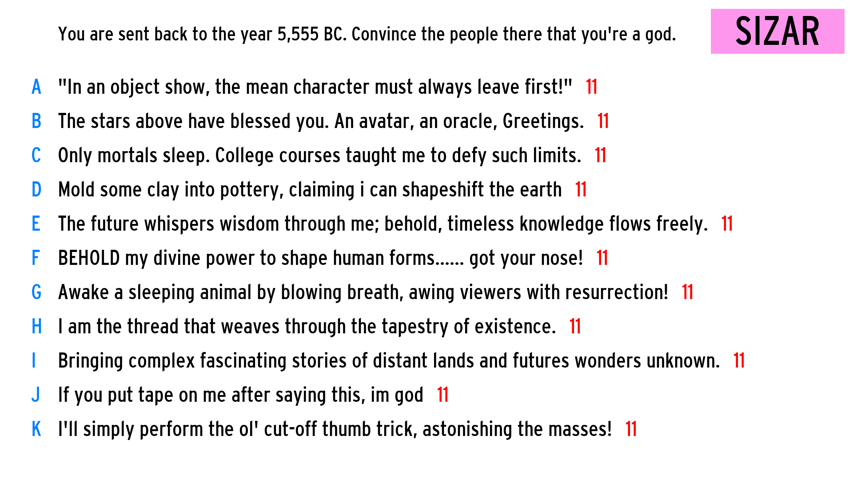 You are sent back to the year 5,555 BC. Convince the people there that you're a god.
SIZAR
A "In an object show, the mean character must always leave first!" 11
B The stars above have blessed you. An avatar, an oracle, Greetings. 11
C Only mortals sleep. College courses taught me to defy such limits. 11
D Mold some clay into pottery, claiming i can shapeshift the earth 11
E The future whispers wisdom through me; behold, timeless knowledge flows freely. 11
F BEHOLD my divine power to shape human forms...... got your nose! 11
G Awake a sleeping animal by blowing breath, awing viewers with resurrection! 11
H I am the thread that weaves through the tapestry of existence. 11
I Bringing complex fascinating stories of distant lands and futures wonders unknown. 11
J If you put tape on me after saying this, im god 11
K I'll simply perform the ol' cut-off thumb trick, astonishing the masses! 11